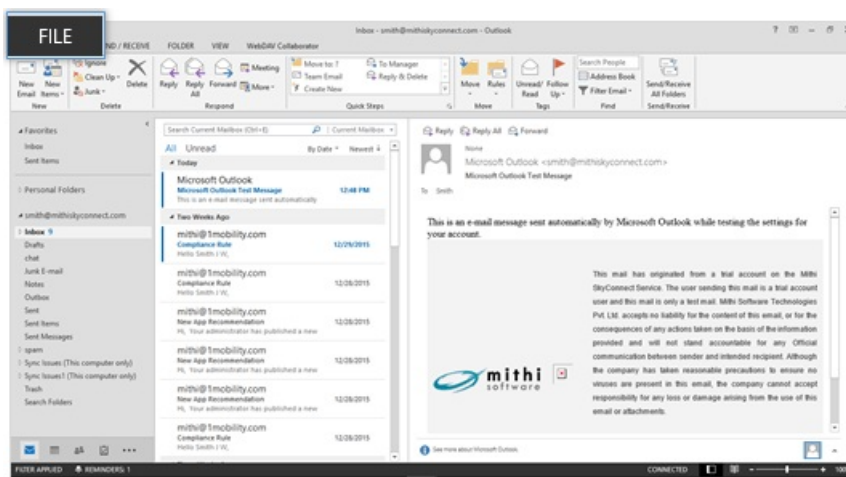 Inbox - smith@mithiskyconnect.com - Outlook
FILE
ND / RECEIVE FOLDER VIEW WebDAV Collaborator
New Email
New Items
Ignore
Clean Up
Junk
Delete
Reply
Reply All
Forward
Meeting
More
Move to: ?
Team Email
Create New
To Manager
Reply & Delete
Move
Rules
Unread/ Read
Follow Up
Search People
Address Book
Filter Email
Send/Receive All Folders
New Delete Respond Quick Steps Move Tags Find Send/Receive
Favorites
Inbox
Sent Items
Personal Folders
smith@mithiskyconnect.com
Inbox 9
Drafts
chat
Junk E-mail
Notes
Outbox
Sent
Sent Items
Sent Messages
spam
Sync Issues (This computer only)
Sync Issues1 (This computer only)
Trash
Search Folders
Search Current Mailbox (Ctrl+E) Current Mailbox
All Unread By Date Newest
Today
Microsoft Outlook
Microsoft Outlook Test Message 12:48 PM
This is an e-mail message sent automatically
Two Weeks Ago
mithi@1mobility.com
Compliance Rule 12/29/2015
Hello Smith J W,
mithi@1mobility.com
Compliance Rule 12/28/2015
Hello Smith J W,
mithi@1mobility.com
New App Recommendation 12/28/2015
Hi, Your administrator has published a new
mithi@1mobility.com
New App Recommendation 12/28/2015
Hi, Your administrator has published a new
mithi@1mobility.com
New App Recommendation 12/28/2015
Hi, Your administrator has published a new
mithi@1mobility.com
Compliance Rule 12/28/2015
Hello Smith J W,
Reply Reply All Forward
None
Microsoft Outlook <smith@mithiskyconnect.com>
Microsoft Outlook Test Message
To Smith
This is an e-mail message sent automatically by Microsoft Outlook while testing the settings for
your account.
This mail has originated from a trial account on the Mithi
SkyConnect Service. The user sending this mail is a trial account
user and this mail is only a test mail. Mithi Software Technologies
Pvt. Ltd. accepts no liability for the content of this email, or for the
consequences of any actions taken on the basis of the information
provided and will not stand accountable for any Official
communication between sender and intended recipient. Although
the company has taken reasonable precautions to ensure no
viruses are present in this email, the company cannot accept
responsibility for any loss or damage arising from the use of this
email or attachments.
mithi
software
See more about Microsoft Outlook.
FILTER APPLIED REMINDERS: 1 CONNECTED 100